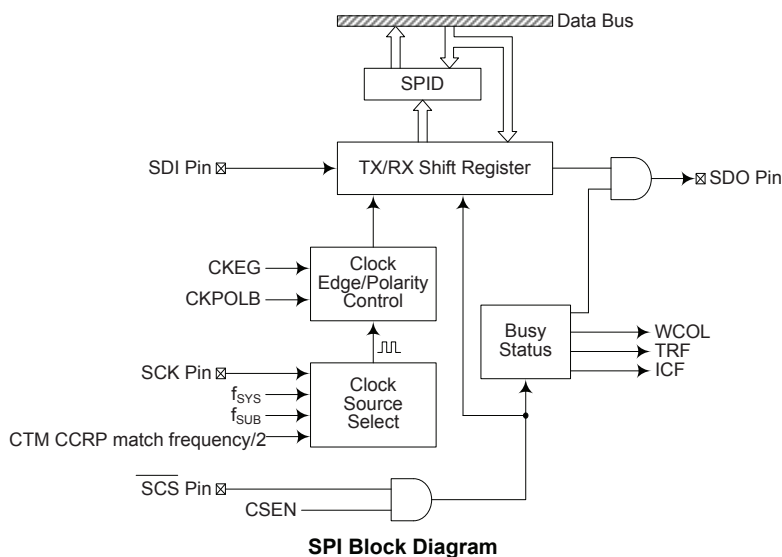 Data Bus
SPID
SDI Pin
TX/RX Shift Register
SDO Pin
CKEG
CKPOLB
Clock
Edge/Polarity
Control
Busy
Status
WCOL
TRF
ICF
SCK Pin
fSYS
fSUB
CTM CCRP match frequency/2
Clock
Source
Select
SCS Pin
CSEN
SPI Block Diagram